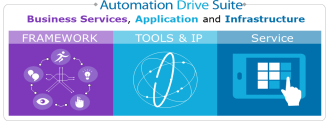 Automation Drive Suite
Business Services, Application and Infrastructure
FRAMEWORK
TOOLS & IP
Service